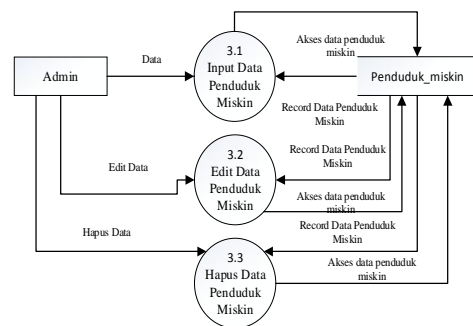 3.1
Input Data
Penduduk
Miskin
Akses data penduduk
miskin
Data
Admin
Penduduk_miskin
Record Data Penduduk
Miskin
3.2
Edit Data
Penduduk
Miskin
Record Data Penduduk
Miskin
Edit Data
Akses data penduduk
miskin
Hapus Data
Record Data Penduduk
Miskin
3.3
Hapus Data
Penduduk
Miskin
Akses data penduduk
miskin